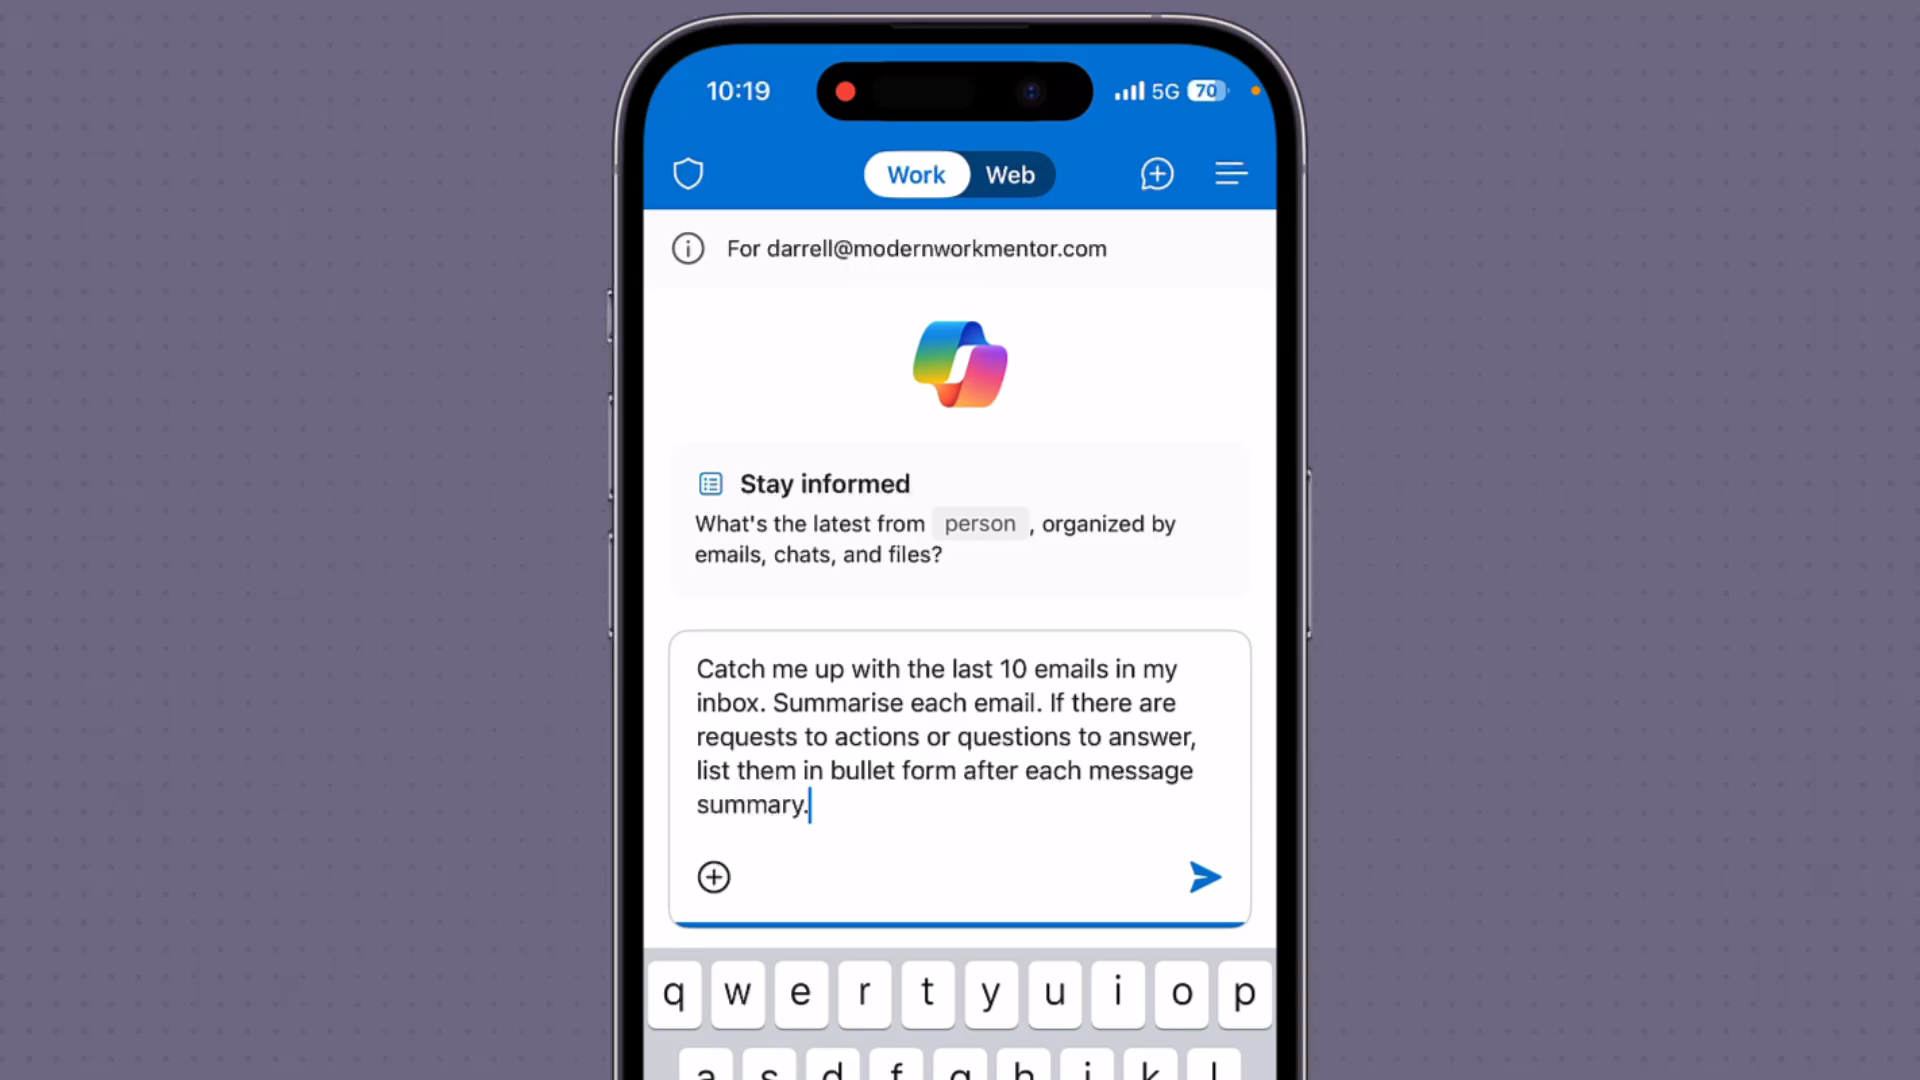 10:19
5G 70
Work Web
For darrell@modernworkmentor.com
Stay informed
What's the latest from person , organized by
emails, chats, and files?
Catch me up with the last 10 emails in my
inbox. Summarise each email. If there are
requests to actions or questions to answer,
list them in bullet form after each message
summary.
q w e r t y u i o p
a s d f g h j k l